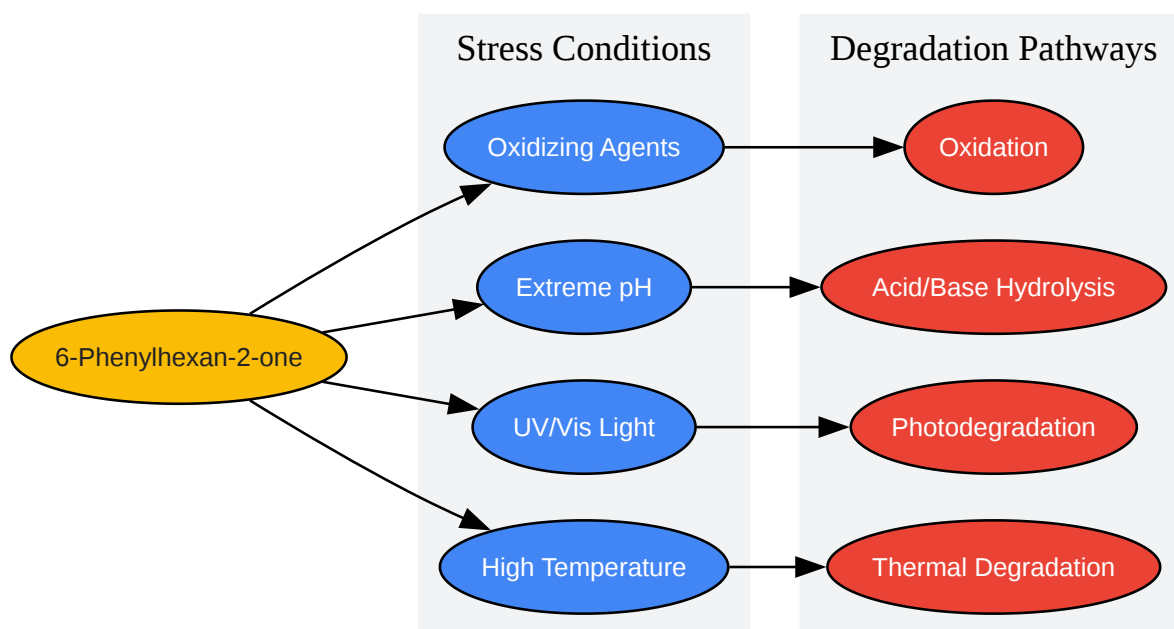 Stress Conditions
Degradation Pathways
Oxidizing Agents
Oxidation
Extreme pH
Acid/Base Hydrolysis
6-Phenylhexan-2-one
UV/Vis Light
Photodegradation
High Temperature
Thermal Degradation